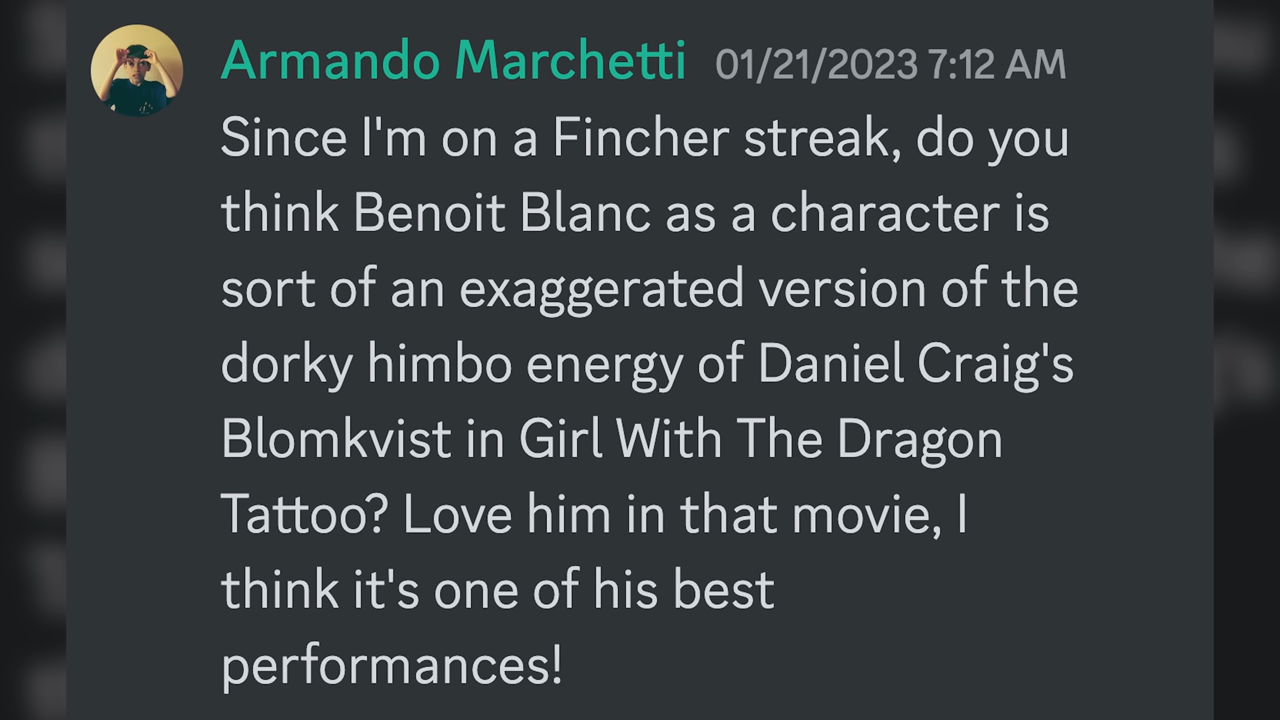 Armando Marchetti 01/21/2023 7:12 AM
Since I'm on a Fincher streak, do you
think Benoit Blanc as a character is
sort of an exaggerated version of the
dorky himbo energy of Daniel Craig's
Blomkvist in Girl With The Dragon
Tattoo? Love him in that movie, I
think it's one of his best
performances!